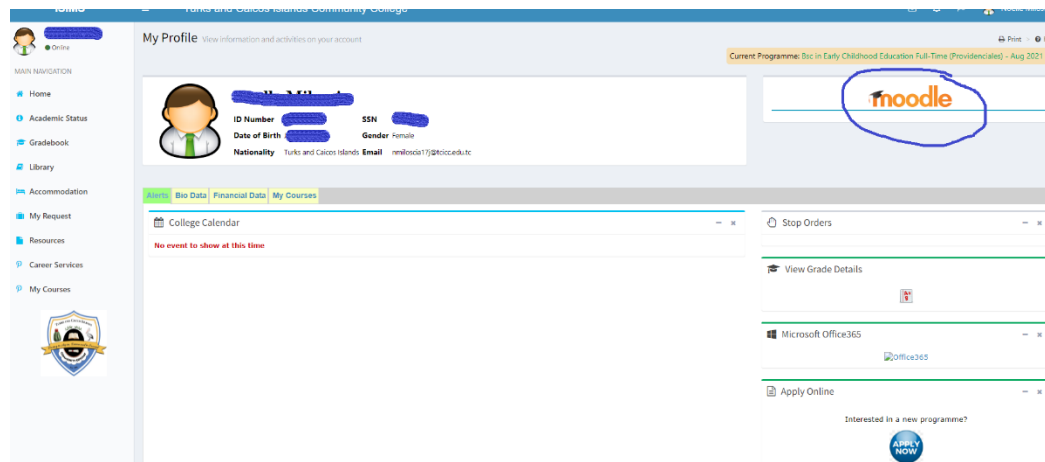 Turks and Caicos Islands Community College
Online
MAIN NAVIGATION
Home
Academic Status
Gradebook
Library
Accommodation
My Request
Resources
Career Services
My Courses
My Profile View information and activities on your account
Print
Current Programme: Bsc in Early Childhood Education Full-Time (Providenciales) - Aug 2021
ID Number SSN
Date of Birth Gender Female
Nationality Turks and Caicos Islands Email nmiloscia17j@tcicc.edu.tc
moodle
Alerts Bio Data Financial Data My Courses
College Calendar
No event to show at this time
Stop Orders
View Grade Details
Microsoft Office365
Office365
Apply Online
Interested in a new programme?
APPLY
NOW